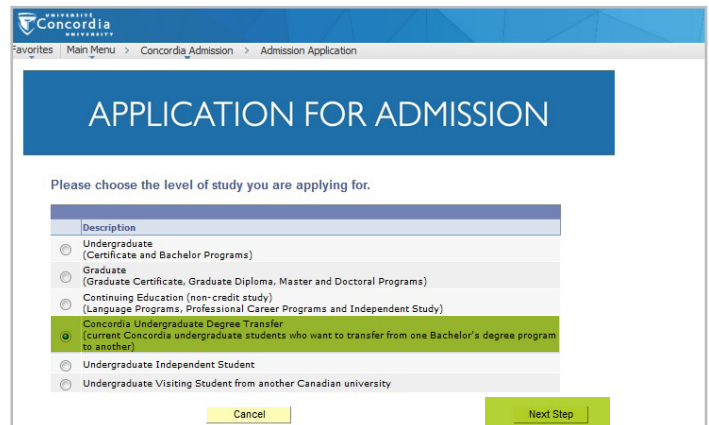 UNIVERSITÉ
Concordia
UNIVERSITY
Favorites Main Menu > Concordia Admission > Admission Application
APPLICATION FOR ADMISSION
Please choose the level of study you are applying for.
Description
Undergraduate
(Certificate and Bachelor Programs)
Graduate
(Graduate Certificate, Graduate Diploma, Master and Doctoral Programs)
Continuing Education (non-credit study)
(Language Programs, Professional Career Programs and Independent Study)
Concordia Undergraduate Degree Transfer
(current Concordia undergraduate students who want to transfer from one Bachelor's degree program
to another)
Undergraduate Independent Student
Undergraduate Visiting Student from another Canadian university
Cancel Next Step